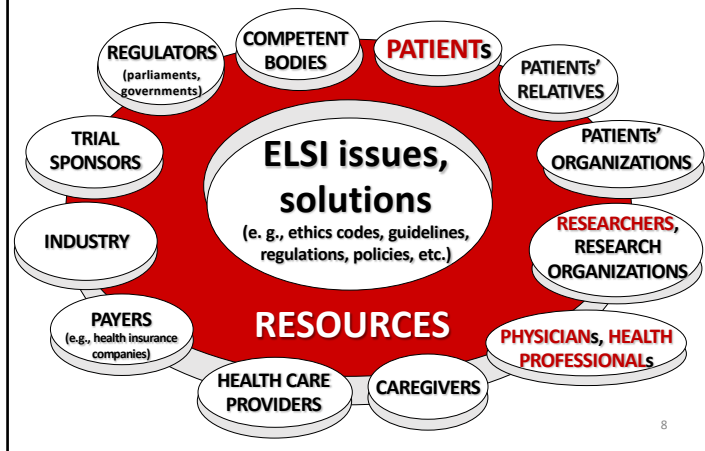 REGULATORS
(parliaments,
governments)
COMPETENT
BODIES
PATIENTs
PATIENTs'
RELATIVES
PATIENTs'
ORGANIZATIONS
RESEARCHERS,
RESEARCH
ORGANIZATIONS
PHYSICIANs, HEALTH
PROFESSIONALs
CAREGIVERS
HEALTH CARE
PROVIDERS
PAYERS
(e.g., health insurance
companies)
INDUSTRY
TRIAL
SPONSORS
ELSI issues,
solutions
(e. g., ethics codes, guidelines,
regulations, policies, etc.)
RESOURCES
8